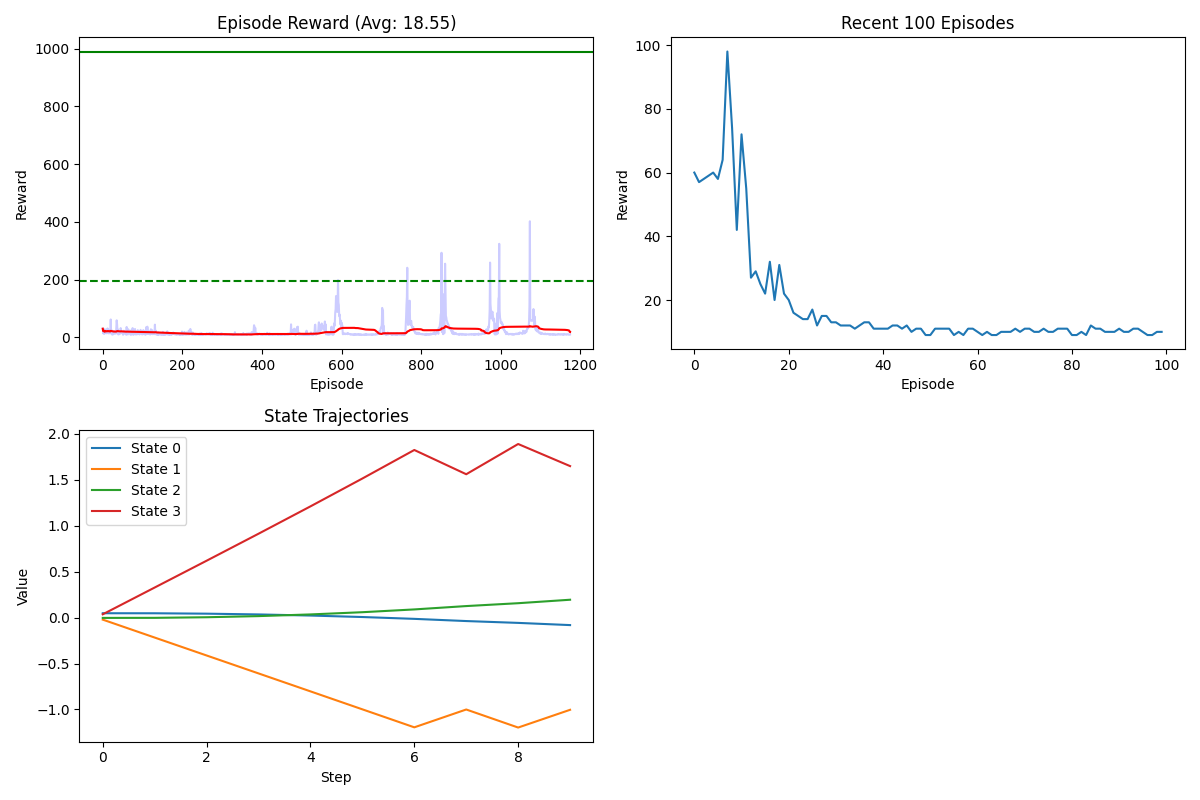 Episode Reward (Avg: 18.55)
Reward
1000
800
600
400
200
0
0 200 400 600 800 1000 1200
Episode
Recent 100 Episodes
Reward
100
80
60
40
20
0 20 40 60 80 100
Episode
State Trajectories
Value
2.0
1.5
1.0
0.5
0.0
−0.5
−1.0
State 0
State 1
State 2
State 3
0 2 4 6 8
Step